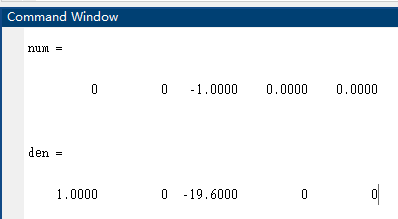 Command Window
num =
0 0 -1.0000 0.0000 0.0000
den =
1.0000 0 -19.6000 0 0